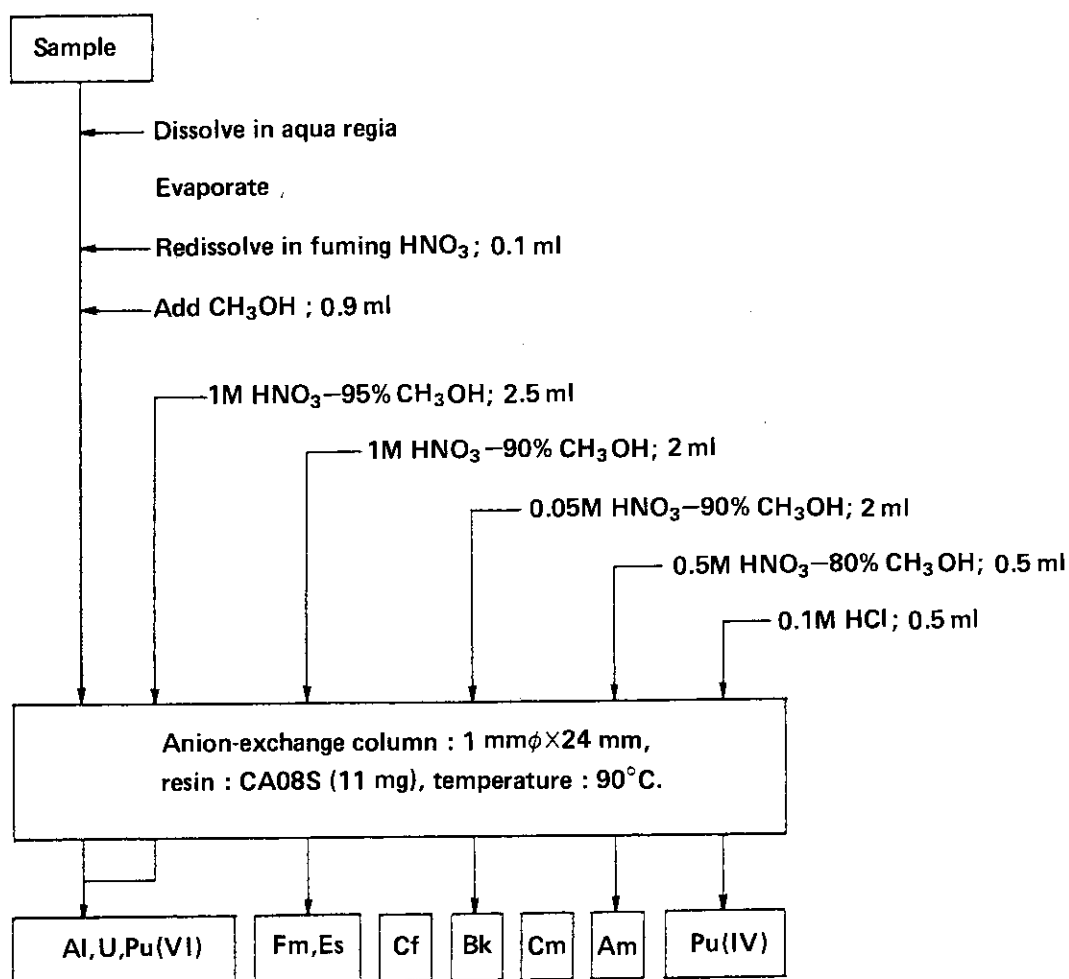 Sample
Dissolve in aqua regia
Evaporate
Redissolve in fuming HNO₃; 0.1 ml
Add CH₃OH ; 0.9 ml
1M HNO₃–95% CH₃OH; 2.5 ml
1M HNO₃–90% CH₃OH; 2 ml
0.05M HNO₃–90% CH₃OH; 2 ml
0.5M HNO₃–80% CH₃OH; 0.5 ml
0.1M HCl; 0.5 ml
Anion-exchange column : 1 mmϕ×24 mm,
resin : CA08S (11 mg), temperature : 90°C.
Al,U,Pu(VI) Fm,Es Cf Bk Cm Am Pu(IV)